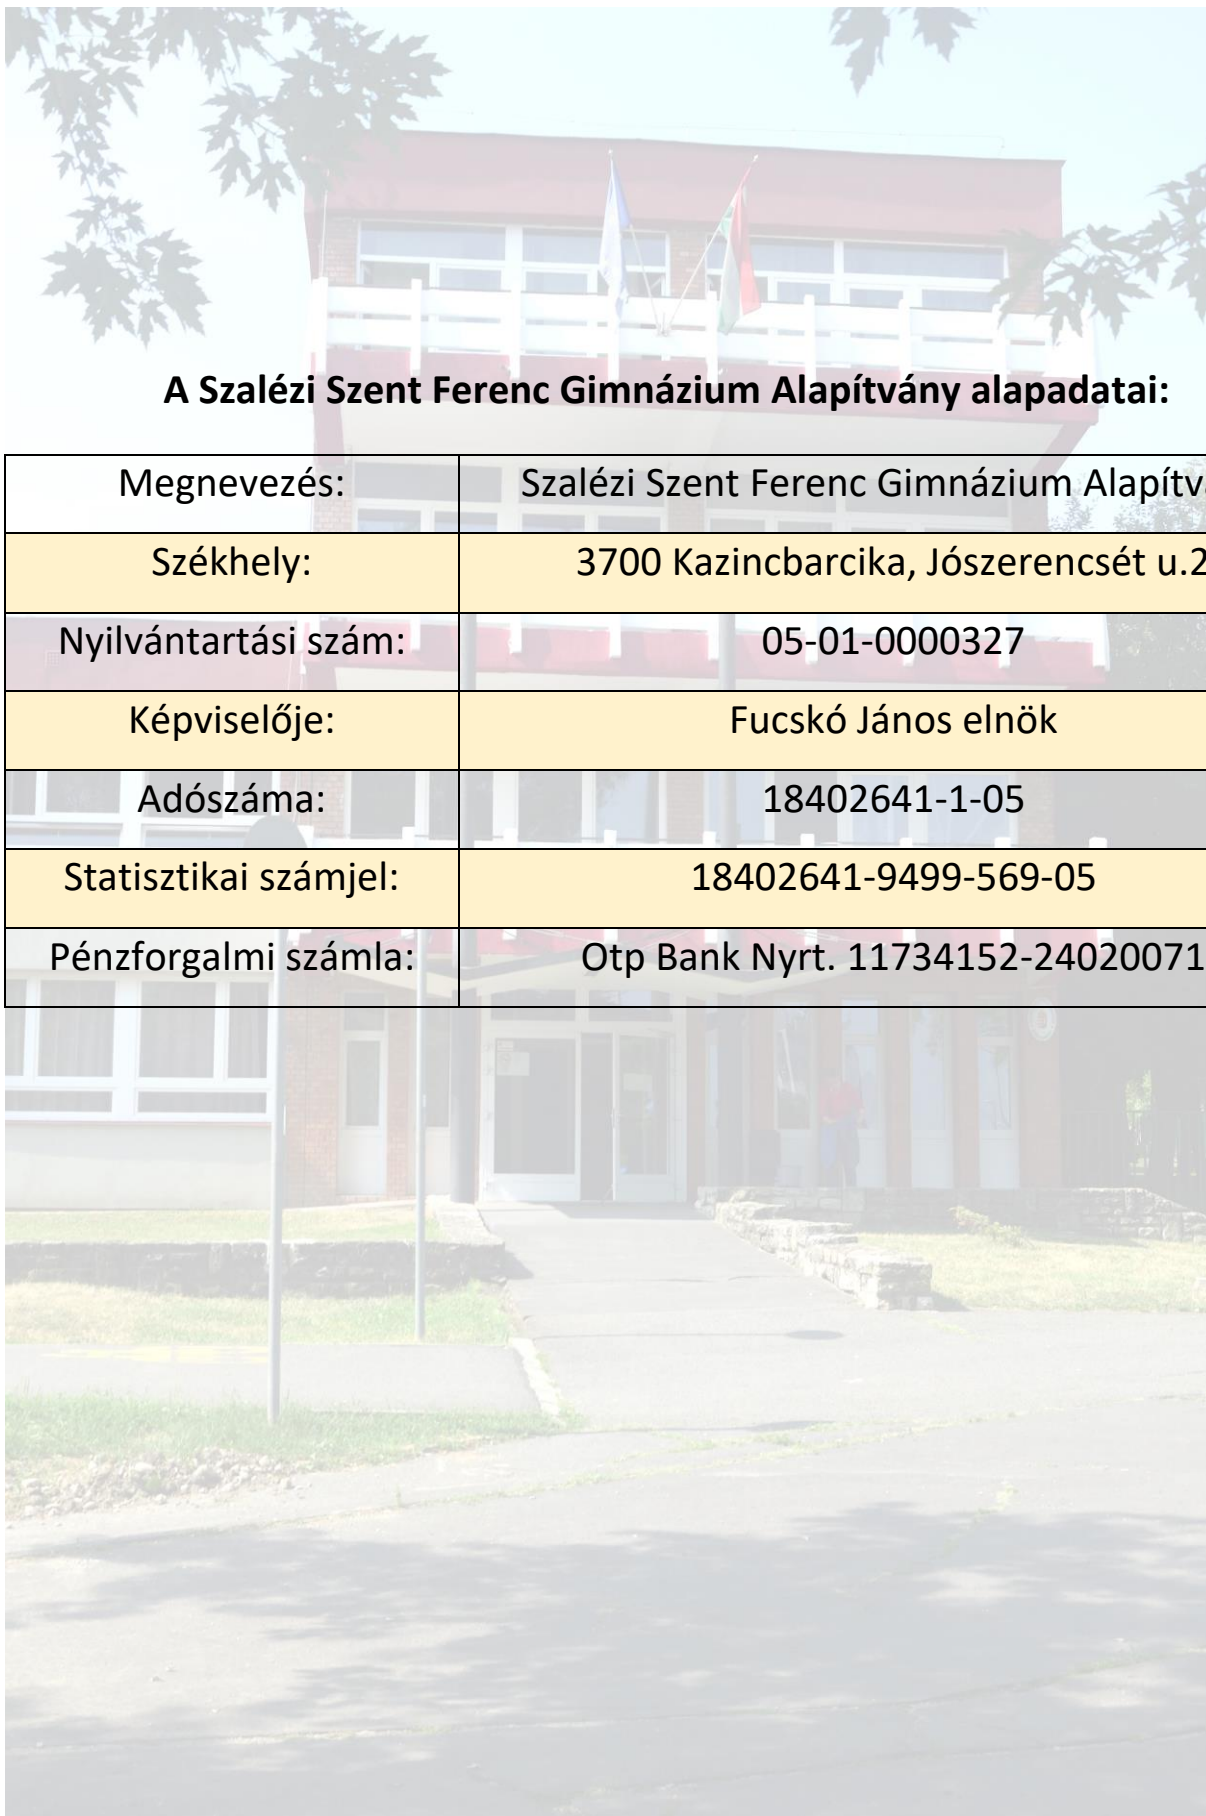 A Szalézi Szent Ferenc Gimnázium Alapítvány alapadatai:
Megnevezés: Szalézi Szent Ferenc Gimnázium Alapítv
Székhely: 3700 Kazincbarcika, Jószerencsét u.2
Nyilvántartási szám: 05-01-0000327
Képviselője: Fucskó János elnök
Adószáma: 18402641-1-05
Statisztikai számjel: 18402641-9499-569-05
Pénzforgalmi számla: Otp Bank Nyrt. 11734152-24020071